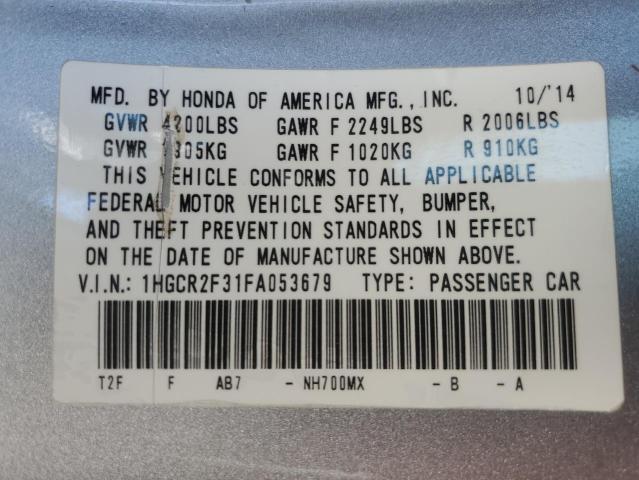 MFD. BY HONDA OF AMERICA MFG., INC. 10/'14
GVWR 4200LBS GAWR F 2249LBS R 2006LBS
GVWR 1905KG GAWR F 1020KG R 910KG
THIS VEHICLE CONFORMS TO ALL APPLICABLE
FEDERAL MOTOR VEHICLE SAFETY, BUMPER,
AND THEFT PREVENTION STANDARDS IN EFFECT
ON THE DATE OF MANUFACTURE SHOWN ABOVE.
V.I.N.: 1HGCR2F31FA053679 TYPE: PASSENGER CAR
T2F F AB7 - NH700MX - B - A